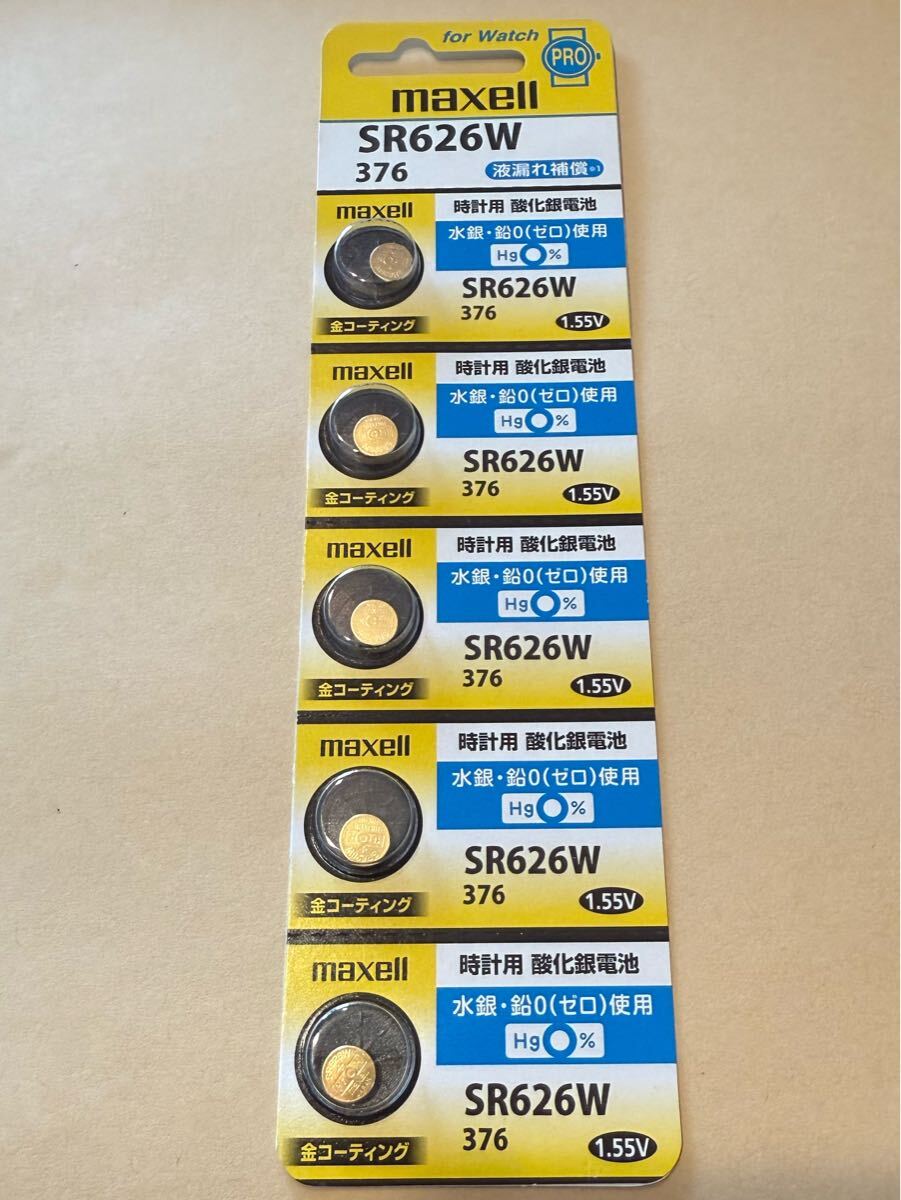 for Watch
PRO
maxell
SR626W
376
液漏れ補償※1
maxell
時計用 酸化銀電池
水銀・鉛0(ゼロ)使用
Hg 0 %
SR626W
376
1.55V
金コーティング
maxell
時計用 酸化銀電池
水銀・鉛0(ゼロ)使用
Hg 0 %
SR626W
376
1.55V
金コーティング
maxell
時計用 酸化銀電池
水銀・鉛0(ゼロ)使用
Hg 0 %
SR626W
376
1.55V
金コーティング
maxell
時計用 酸化銀電池
水銀・鉛0(ゼロ)使用
Hg 0 %
SR626W
376
1.55V
金コーティング
maxell
時計用 酸化銀電池
水銀・鉛0(ゼロ)使用
Hg 0 %
SR626W
376
1.55V
金コーティング